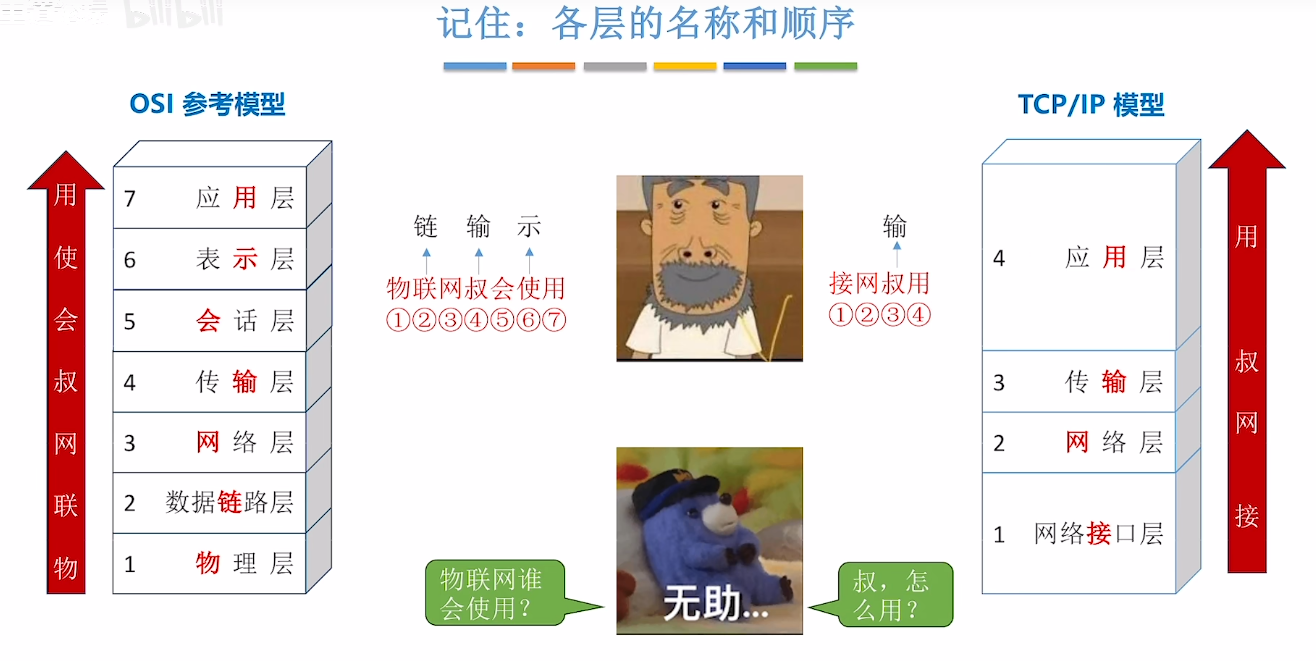 bilibili
记住：各层的名称和顺序
OSI 参考模型
用
使
会
叔
网
联
物
7 应用层
6 表示层
5 会话层
4 传输层
3 网络层
2 数据链路层
1 物理层
链 输 示
物联网叔会使用
①②③④⑤⑥⑦
输
接网叔用
①②③④
物联网谁
会使用？
无助...
叔，怎
么用？
TCP/IP 模型
4 应用层
3 传输层
2 网络层
1 网络接口层
用
叔
网
接